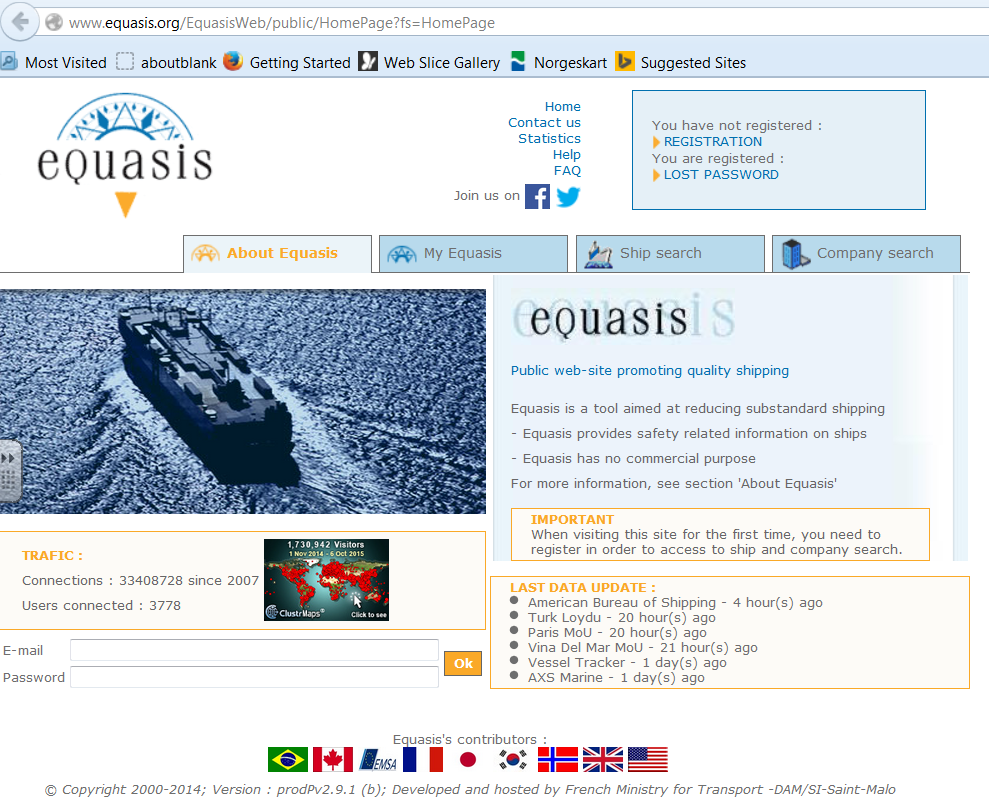 www.equasis.org/EquasisWeb/public/HomePage?fs=HomePage
Most Visited aboutblank Getting Started Web Slice Gallery Norgeskart Suggested Sites
equasis
Home
Contact us
Statistics
Help
FAQ
Join us on
You have not registered :
REGISTRATION
You are registered :
LOST PASSWORD
About Equasis My Equasis Ship search Company search
equasis
Public web-site promoting quality shipping
Equasis is a tool aimed at reducing substandard shipping
- Equasis provides safety related information on ships
- Equasis has no commercial purpose
For more information, see section 'About Equasis'
IMPORTANT
When visiting this site for the first time, you need to
register in order to access to ship and company search.
TRAFIC :
Connections : 33408728 since 2007
Users connected : 3778
1,730,942 Visitors
1 Nov 2014 - 6 Oct 2015
ClustrMaps® Click to see
E-mail
Password
Ok
LAST DATA UPDATE :
American Bureau of Shipping - 4 hour(s) ago
Turk Loydu - 20 hour(s) ago
Paris MoU - 20 hour(s) ago
Vina Del Mar MoU - 21 hour(s) ago
Vessel Tracker - 1 day(s) ago
AXS Marine - 1 day(s) ago
Equasis's contributors :
EMSA
© Copyright 2000-2014; Version : prodPv2.9.1 (b); Developed and hosted by French Ministry for Transport -DAM/SI-Saint-Malo